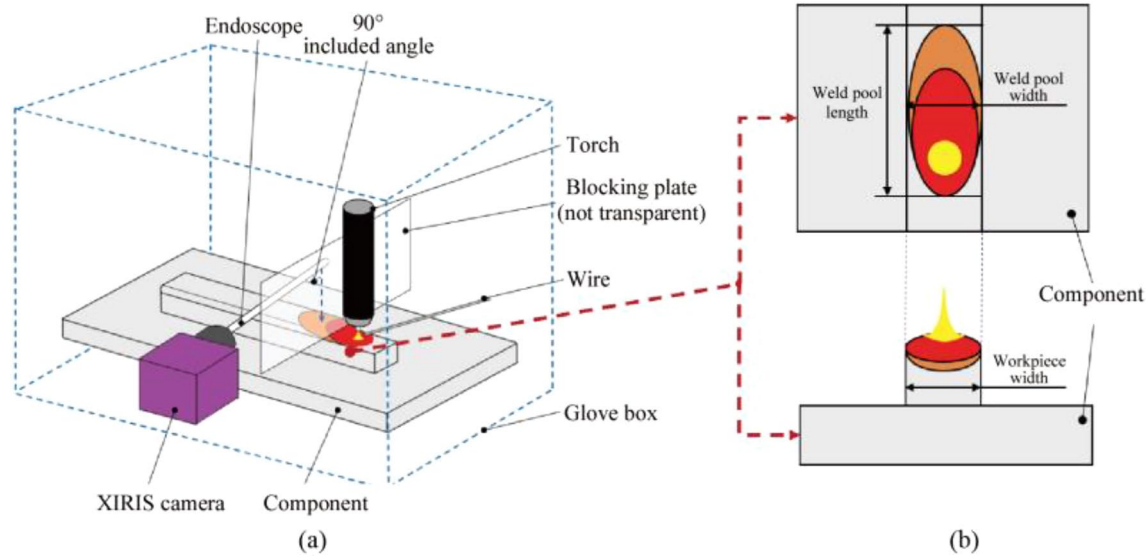 Endoscope
90°
included angle
Torch
Blocking plate
(not transparent)
Wire
Glove box
XIRIS camera
Component
(a)
Weld pool
length
Weld pool
width
Component
Workpiece
width
(b)